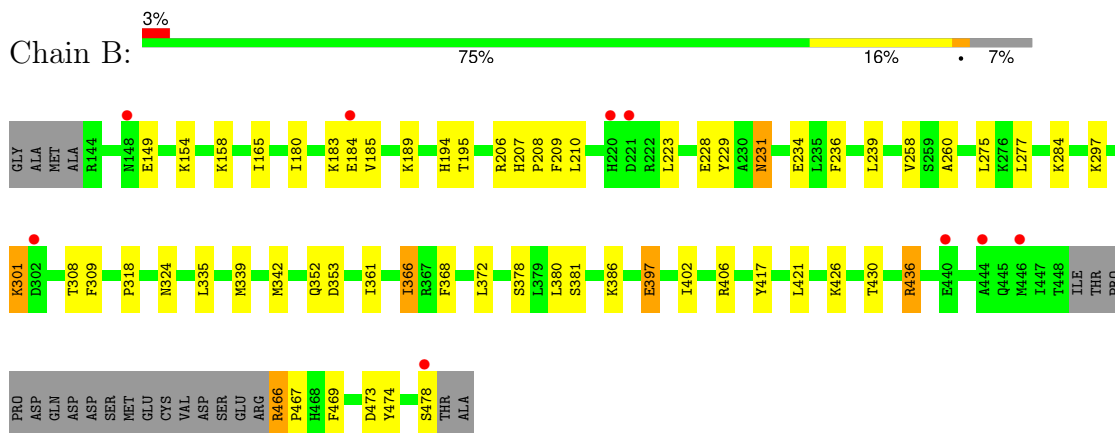 3%
Chain B:
75% 16% • 7%
GLY ALA MET ALA R144 N148 E149 K154 K158 I165 I180 K183 E184 V185 K189 H194 T195 R206 H207 P208 F209 L210 H220 D221 R222 L223 E228 Y229 A230 N231 E234 L235 F236 L239 V258 S259 A260 L275 K276 L277 K284 K297
K301 D302 T308 F309 P318 N324 L335 M339 M342 Q352 D353 I361 I366 R367 F368 L372 S378 L379 L380 S381 K386 E397 I402 R406 Y417 L421 K426 T430 R436 E440 A444 Q445 M446 I447 T448 ILE THR PRO
PRO ASP GLN ASP ASP SER MET GLU CYS VAL ASP SER GLU ARG R466 P467 H468 F469 D473 Y474 S478 THR ALA